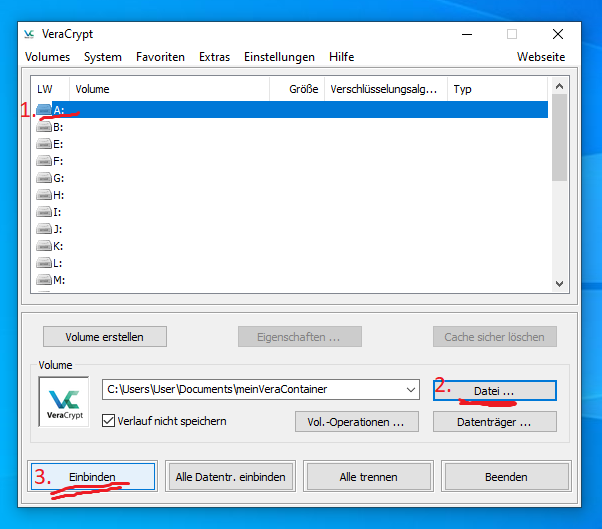 VeraCrypt
Volumes System Favoriten Extras Einstellungen Hilfe Webseite
LW Volume Größe Verschlüsselungsalg... Typ
1. A:
B:
E:
F:
G:
H:
I:
J:
K:
L:
M:
Volume erstellen Eigenschaften ... Cache sicher löschen
Volume
VeraCrypt C:\Users\User\Documents\meinVeraContainer 2. Datei ...
Verlauf nicht speichern Vol.-Operationen ... Datenträger ...
3. Einbinden Alle Datentr. einbinden Alle trennen Beenden